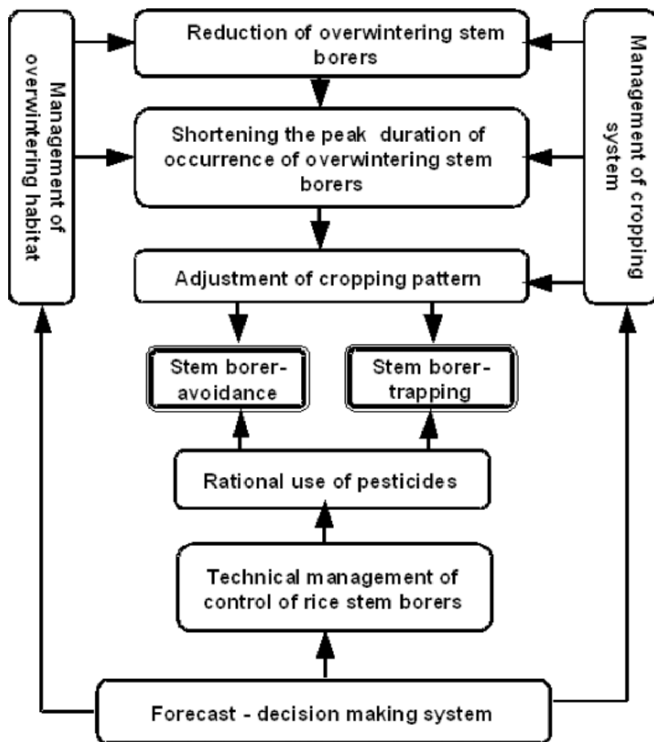 Reduction of overwintering stem
borers
Management of
overwintering habitat
Management of cropping
system
Shortening the peak duration of
occurrence of overwintering stem
borers
Adjustment of cropping pattern
Stem borer-
avoidance
Stem borer-
trapping
Rational use of pesticides
Technical management of
control of rice stem borers
Forecast - decision making system